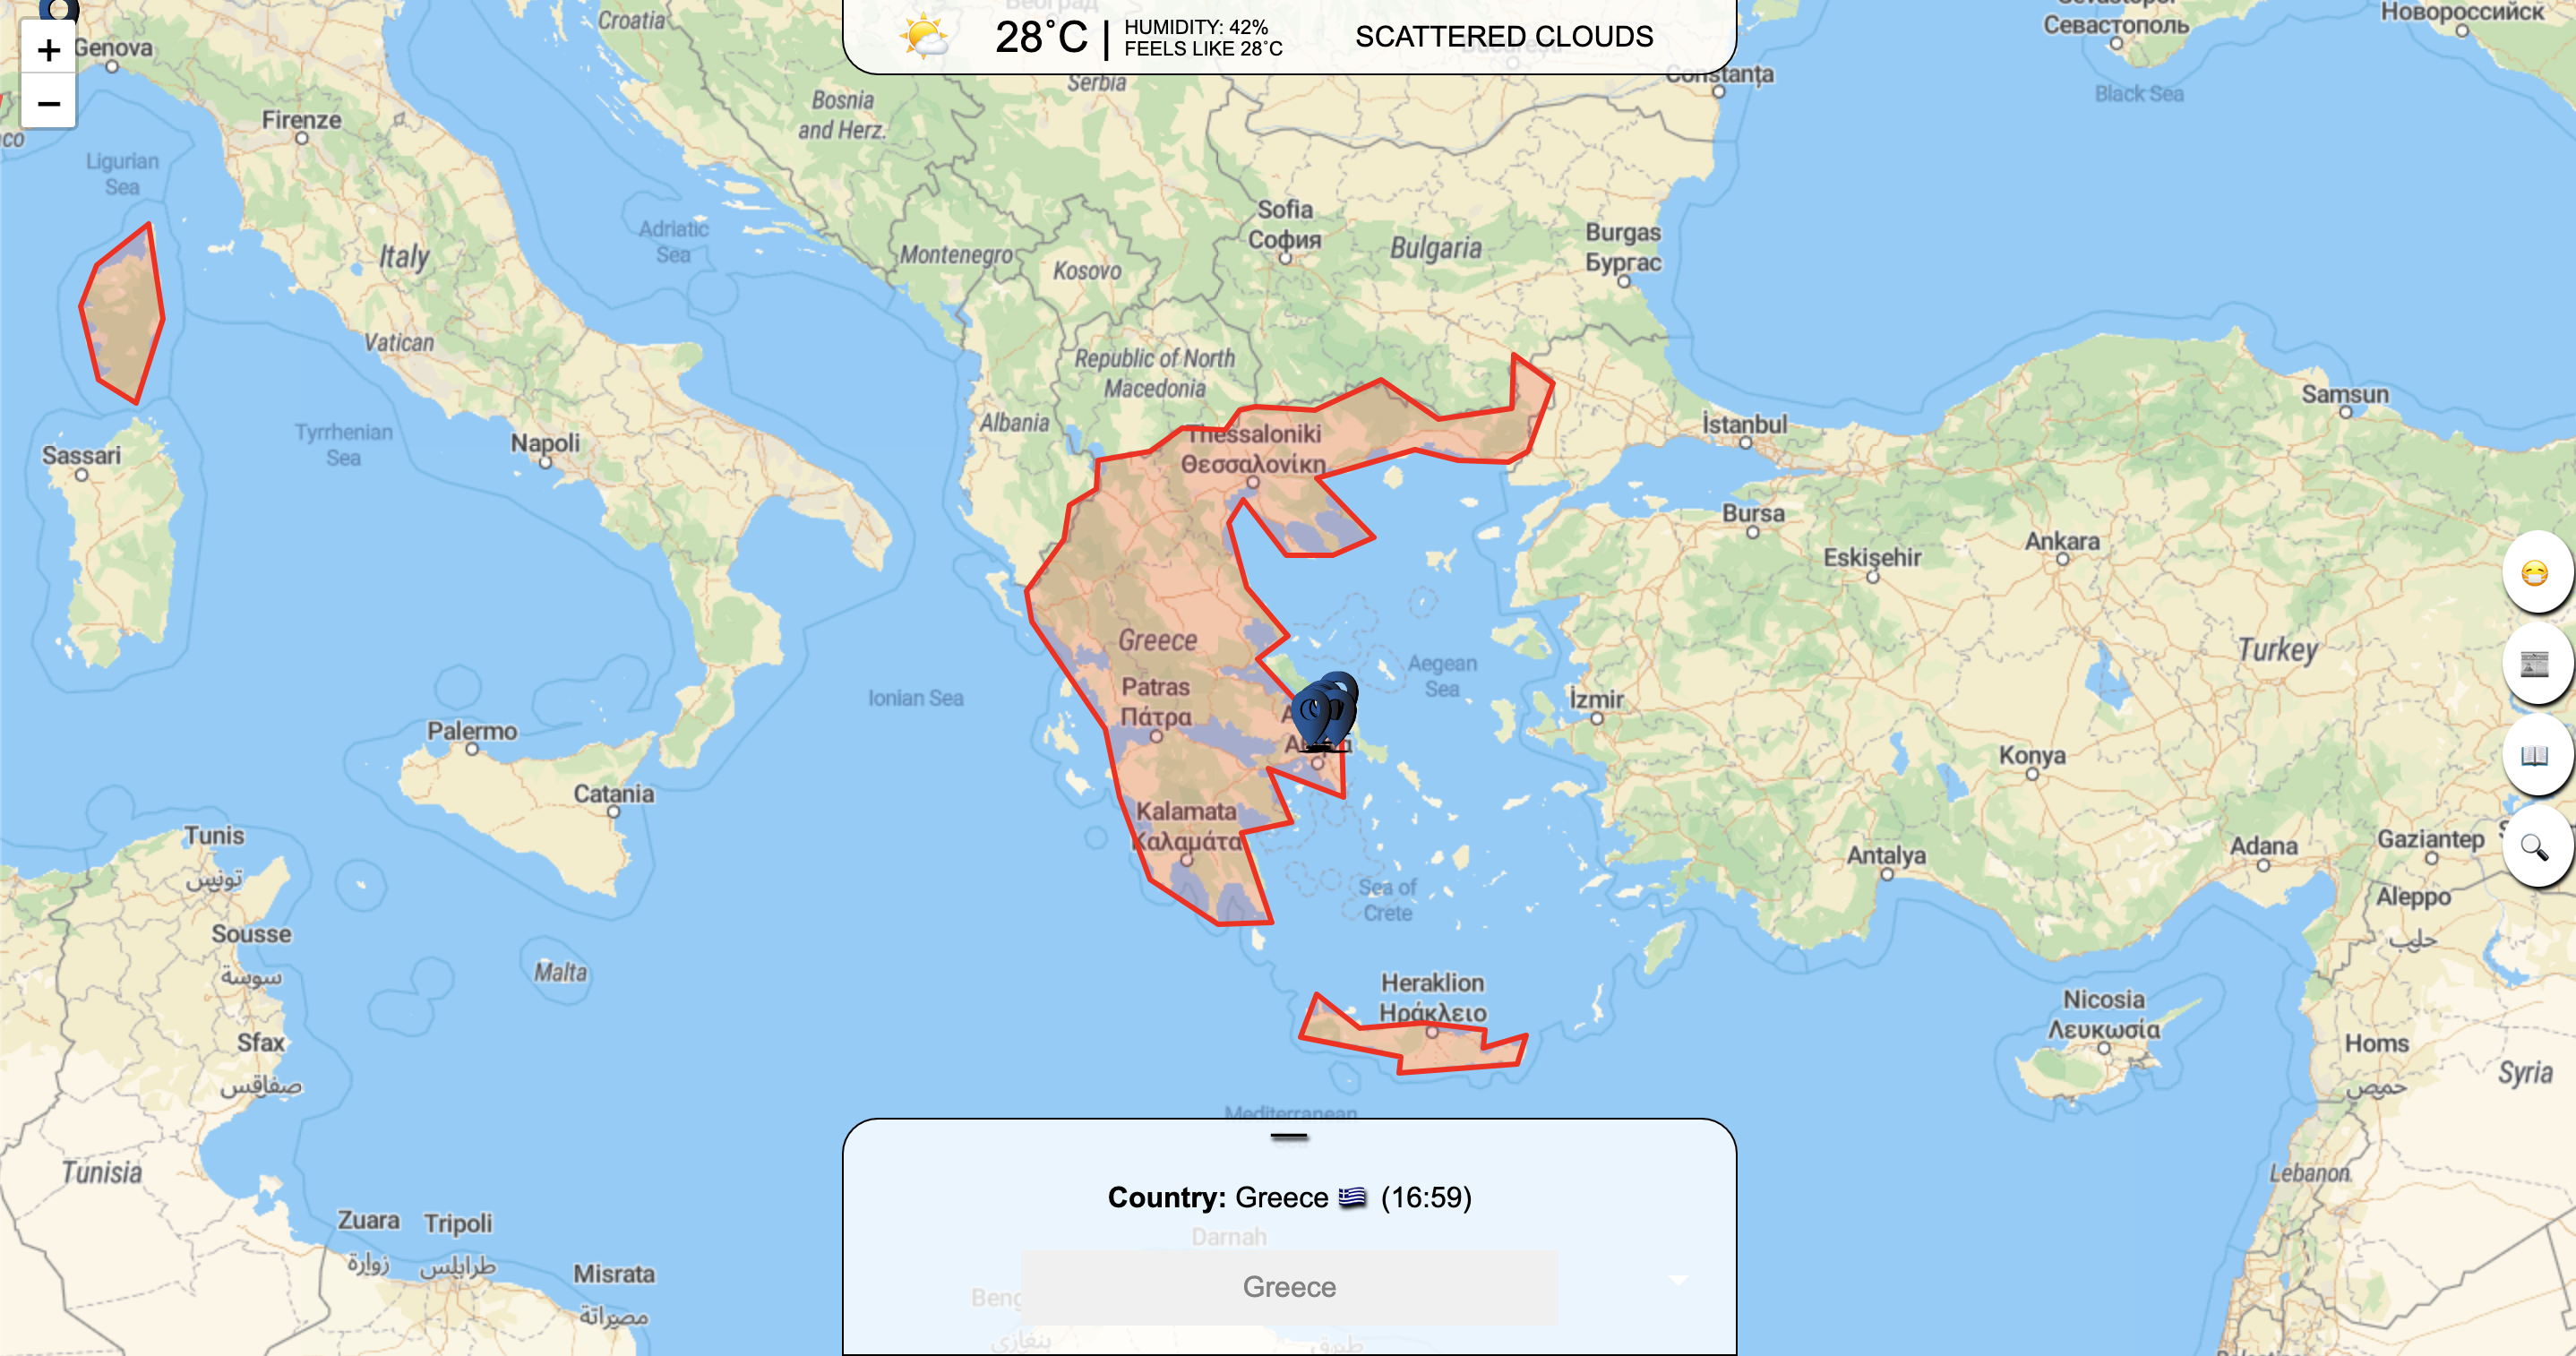 28°C | HUMIDITY: 42%
FEELS LIKE 28°C
SCATTERED CLOUDS
+
−
Genova
Croatia
Севастополь
Новороссийск
Constanța
Serbia
Bosnia
and Herz.
Black Sea
Firenze
Ligurian
Sea
Adriatic
Sea
Italy
Montenegro
Kosovo
Sofia
София
Bulgaria
Burgas
Бургас
Vatican
Republic of North
Macedonia
Albania
Samsun
Tyrrhenian
Sea
Napoli
Sassari
Thessaloniki
Θεσσαλονίκη
İstanbul
Bursa
Eskişehir
Ankara
Greece
Turkey
Aegean
Sea
Ionian Sea
Patras
Πάτρα
İzmir
Palermo
Catania
Konya
Kalamata
Καλαμάτα
Tunis
تونس
Antalya
Adana
Gaziantep
Sea of
Crete
Aleppo
حلب
Sousse
سوسة
Malta
Heraklion
Ηράκλειο
Nicosia
Λευκωσία
Sfax
صفاقس
Homs
حمص
Syria
Mediterranean
Tunisia
Lebanon
Country: Greece (16:59)
Zuara
زوارة
Tripoli
طرابلس
Darnah
Misrata
مصراتة
Greece
بنغازي
طبرق